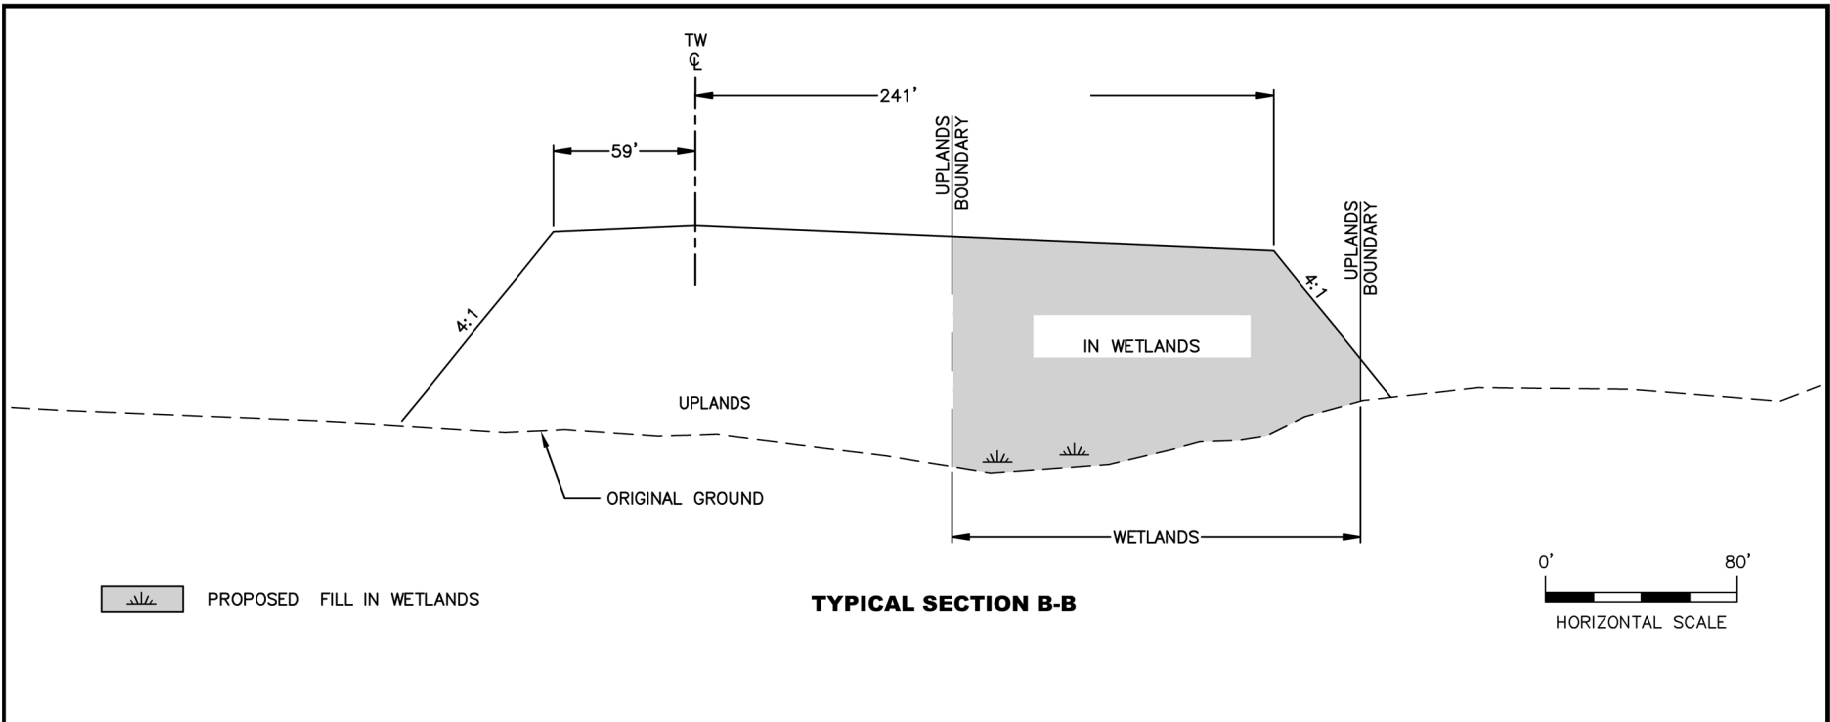 TW
℄
241'
59'
UPLANDS
BOUNDARY
UPLANDS
BOUNDARY
4:1
4:1
IN WETLANDS
UPLANDS
ORIGINAL GROUND
WETLANDS
PROPOSED FILL IN WETLANDS
TYPICAL SECTION B-B
0' 80'
HORIZONTAL SCALE